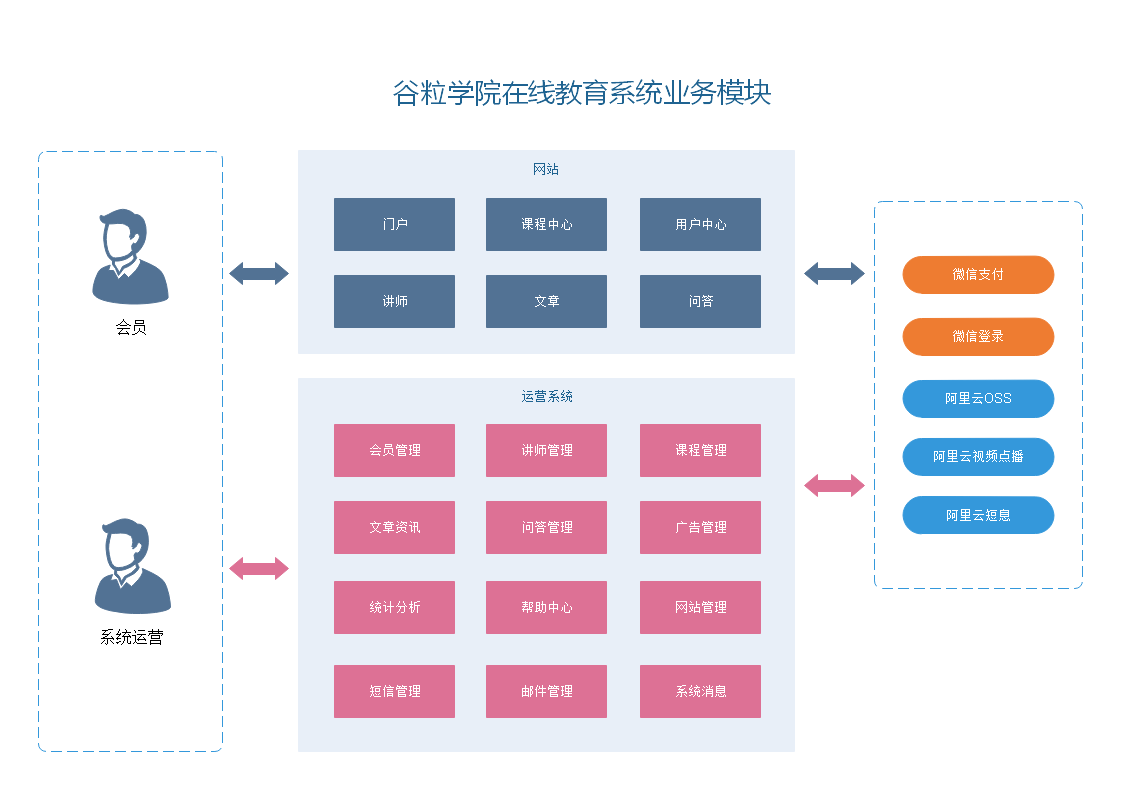 谷粒学院在线教育系统业务模块
会员
系统运营
网站
门户
课程中心
用户中心
讲师
文章
问答
运营系统
会员管理
讲师管理
课程管理
文章资讯
问答管理
广告管理
统计分析
帮助中心
网站管理
短信管理
邮件管理
系统消息
微信支付
微信登录
阿里云OSS
阿里云视频点播
阿里云短息